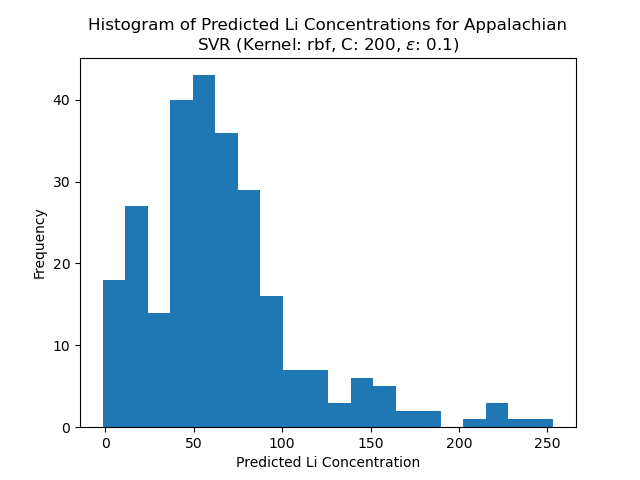 Histogram of Predicted Li Concentrations for Appalachian
SVR (Kernel: rbf, C: 200, ε: 0.1)
40
30
20
10
0
Frequency
0 50 100 150 200 250
Predicted Li Concentration